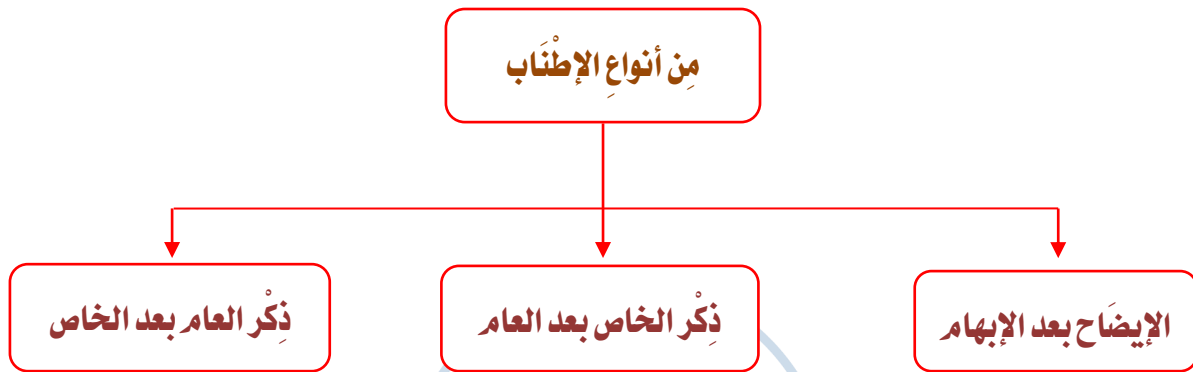 مِن أنواعِ الإطْنَاب
الإيضَاح بعد الإبهام
ذِكْر الخاص بعد العام
ذِكْر العام بعد الخاص